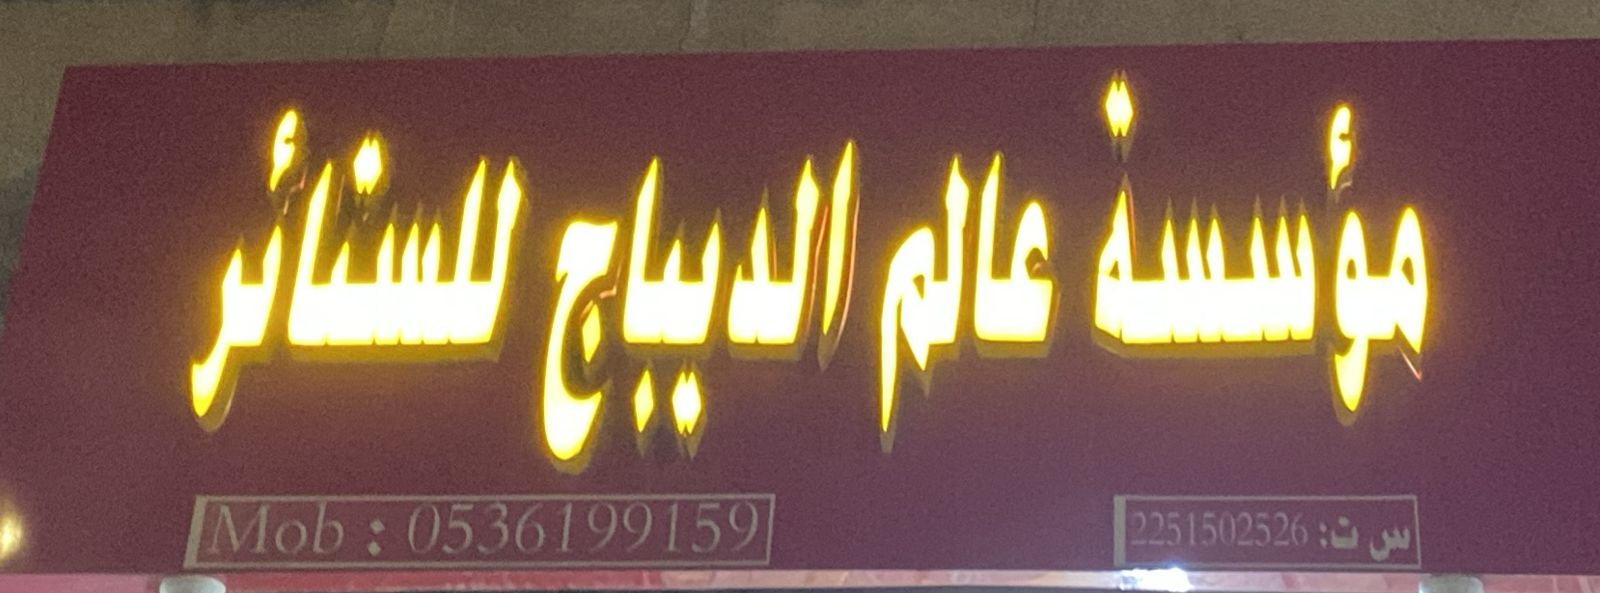 مؤسسة عالم الديباج للستائر
س ت: 2251502526
Mob : 0536199159